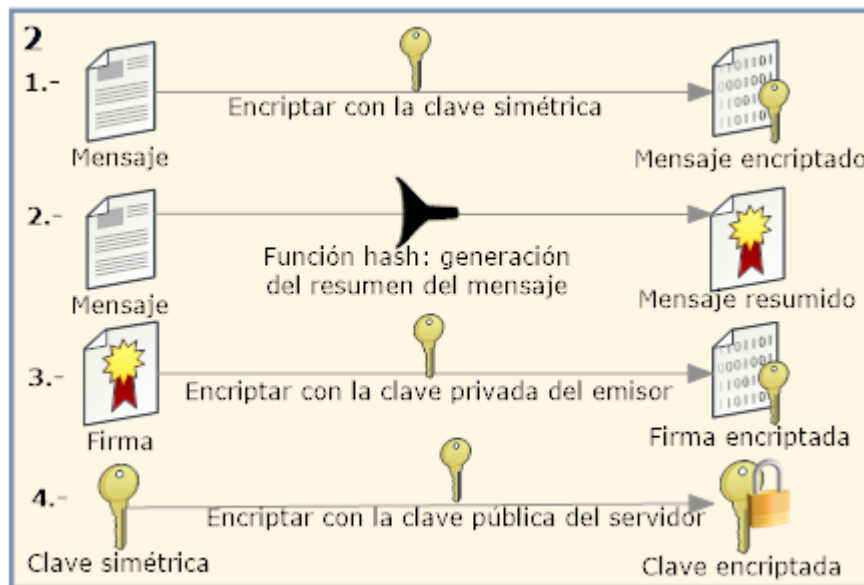 2
1.-
Encriptar con la clave simétrica
Mensaje
Mensaje encriptado
2.-
Función hash: generación
del resumen del mensaje
Mensaje
Mensaje resumido
3.-
Encriptar con la clave privada del emisor
Firma
Firma encriptada
4.-
Encriptar con la clave pública del servidor
Clave simétrica
Clave encriptada